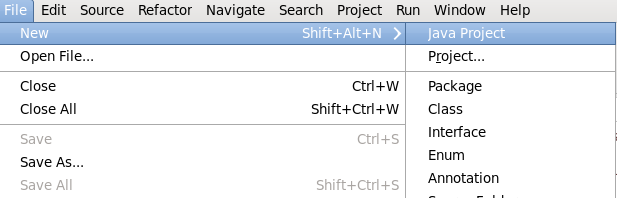 File Edit Source Refactor Navigate Search Project Run Window Help
New Shift+Alt+N Java Project
Open File... Project...
Close Ctrl+W Package
Close All Shift+Ctrl+W Class
Save Ctrl+S Interface
Save As... Enum
Save All Shift+Ctrl+S Annotation